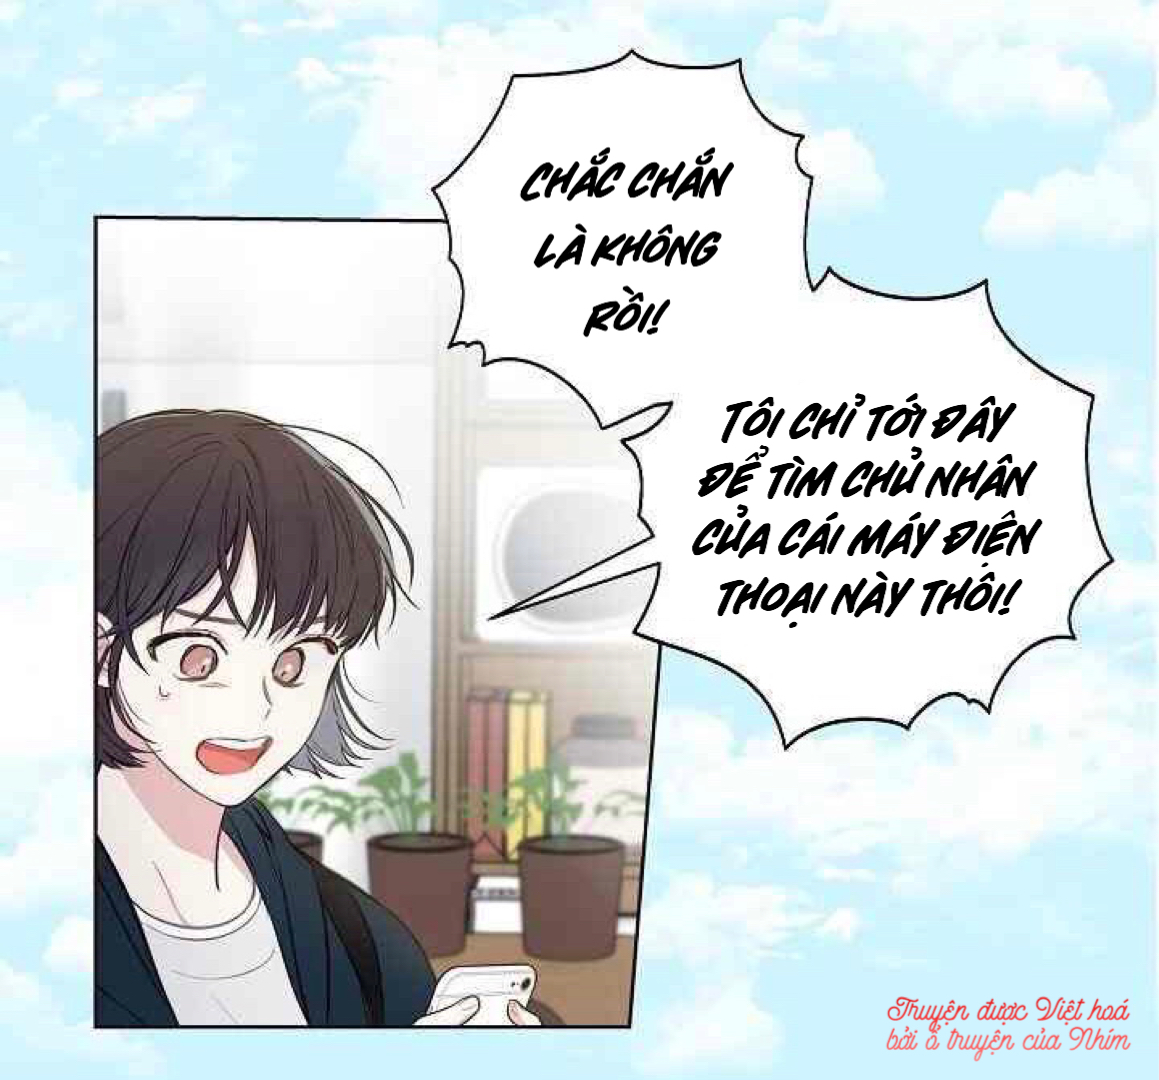 CHẮC CHẮN
LÀ KHÔNG
RỒI!
TÔI CHỈ TỚI ĐÂY
ĐỂ TÌM CHỦ NHÂN
CỦA CÁI MÁY ĐIỆN
THOẠI NÀY THÔI!
Truyện được Việt hoá
bởi ổ truyện của Nhím